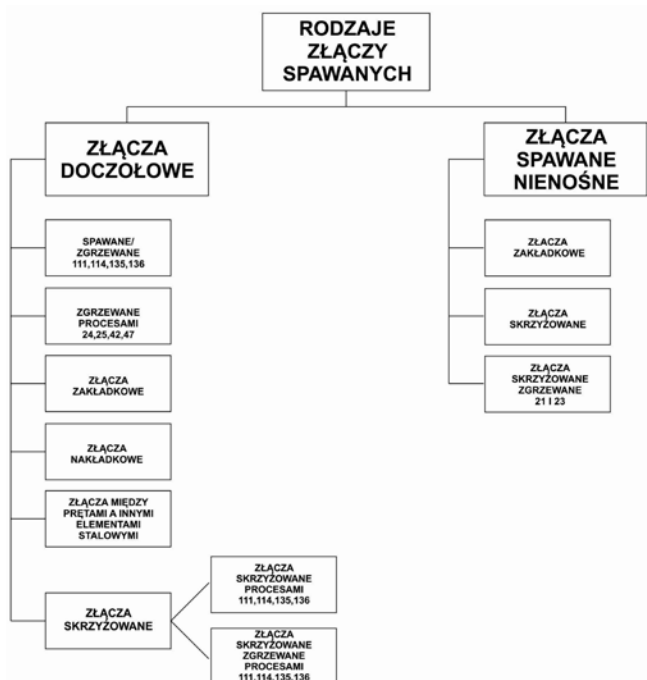 RODZAJE
ZŁĄCZY
SPAWANYCH
ZŁĄCZA
DOCZOŁOWE
SPAWANE/
ZGRZEWANE
111,114,135,136
ZGRZEWANE
PROCESAMI
24,25,42,47
ZŁĄCZA
ZAKŁADKOWE
ZŁĄCZA
NAKŁADKOWE
ZŁĄCZA MIĘDZY
PRĘTAMI A INNYMI
ELEMENTAMI
STALOWYMI
ZŁĄCZA
SKRZYŻOWANE
ZŁĄCZA
SKRZYŻOWANE
PROCESAMI
111,114,135,136
ZŁĄCZA
SKRZYŻOWANE
ZGRZEWANE
PROCESAMI
111,114,135,136
ZŁĄCZA
SPAWANE
NIENOŚNE
ZŁACZA
ZAKŁADKOWE
ZŁĄCZA
SKRZYŻOWANE
ZŁĄCZA
SKRZYŻOWANE
ZGRZEWANE
21 I 23